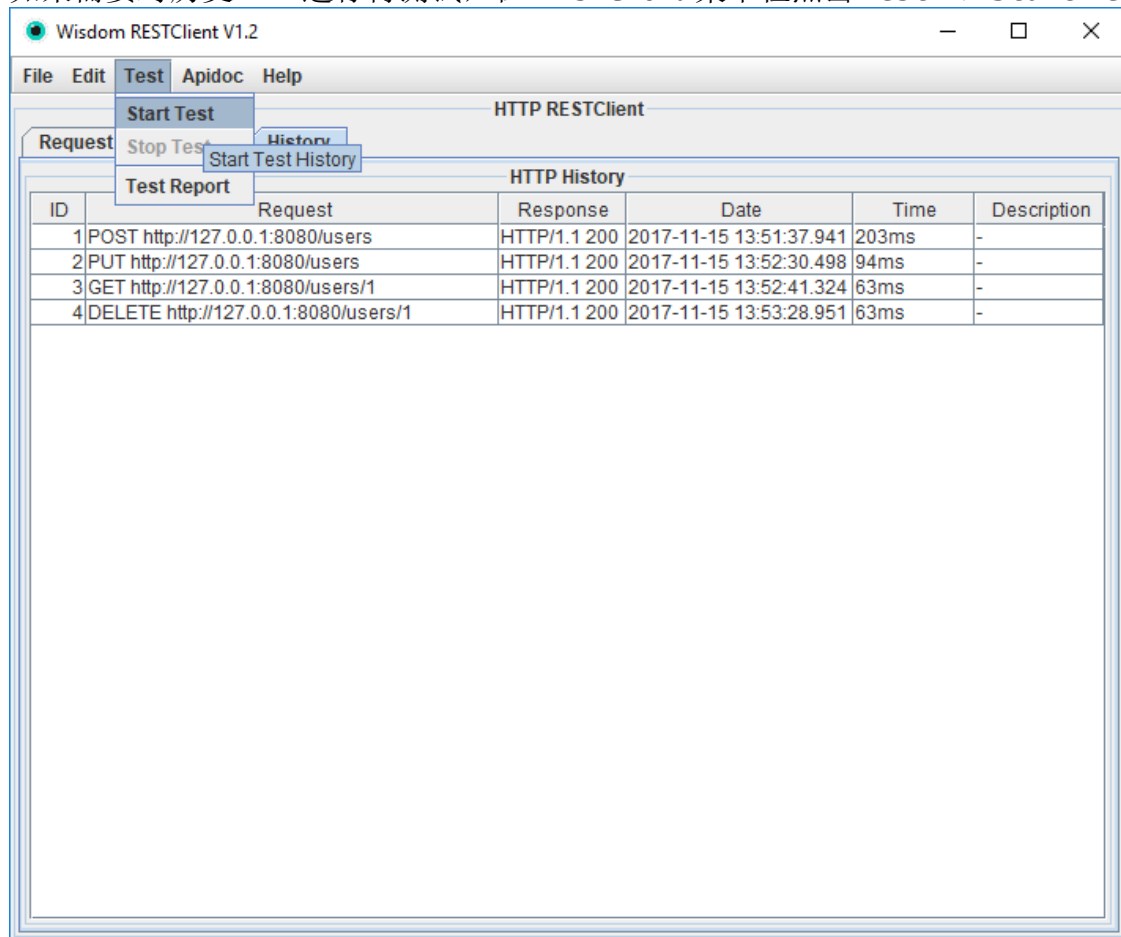 Wisdom RESTClient V1.2
File Edit Test Apidoc Help
HTTP RESTClient
Start Test
Request
History
Stop Test
Start Test History
Test Report
HTTP History
ID Request Response Date Time Description
1 POST http://127.0.0.1:8080/users HTTP/1.1 200 2017-11-15 13:51:37.941 203ms -
2 PUT http://127.0.0.1:8080/users HTTP/1.1 200 2017-11-15 13:52:30.498 94ms -
3 GET http://127.0.0.1:8080/users/1 HTTP/1.1 200 2017-11-15 13:52:41.324 63ms -
4 DELETE http://127.0.0.1:8080/users/1 HTTP/1.1 200 2017-11-15 13:53:28.951 63ms -